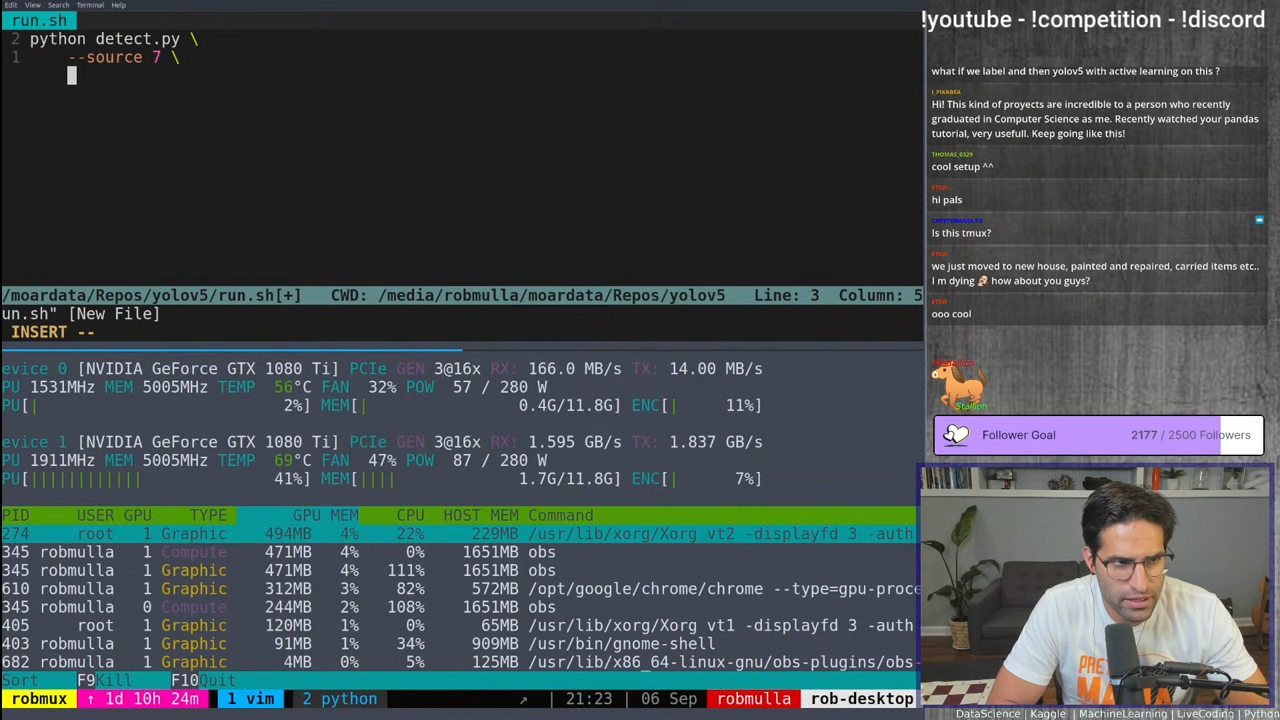 Edit View Search Terminal Help
run.sh
2 python detect.py \
1 --source 7 \
/moardata/Repos/yolov5/run.sh[+] CWD: /media/robmulla/moardata/Repos/yolov5 Line: 3 Column: 5
un.sh" [New File]
INSERT --
evice 0 [NVIDIA GeForce GTX 1080 Ti] PCIe GEN 3@16x RX: 166.0 MB/s TX: 14.00 MB/s
PU 1531MHz MEM 5005MHz TEMP 56°C FAN 32% POW 57 / 280 W
PU[| 2%] MEM[| 0.4G/11.8G] ENC[| 11%]
evice 1 [NVIDIA GeForce GTX 1080 Ti] PCIe GEN 3@16x RX: 1.595 GB/s TX: 1.837 GB/s
PU 1911MHz MEM 5005MHz TEMP 69°C FAN 47% POW 87 / 280 W
PU[|||||||||||| 41%] MEM[|||| 1.7G/11.8G] ENC[| 7%]
PID USER GPU TYPE GPU MEM CPU HOST MEM Command
274 root 1 Graphic 494MB 4% 22% 229MB /usr/lib/xorg/Xorg vt2 -displayfd 3 -auth
345 robmulla 1 Compute 471MB 4% 0% 1651MB obs
345 robmulla 1 Graphic 471MB 4% 111% 1651MB obs
588 robmulla 1 Graphic 312MB 3% 82% 572MB /opt/google/chrome/chrome --type=gpu-proce
345 robmulla 0 Compute 244MB 2% 108% 1651MB obs
405 root 1 Graphic 120MB 1% 0% 65MB /usr/lib/xorg/Xorg vt1 -displayfd 3 -auth
403 robmulla 1 Graphic 91MB 1% 34% 909MB /usr/bin/gnome-shell
682 robmulla 1 Graphic 4MB 0% 5% 125MB /usr/lib/x86_64-linux-gnu/obs-plugins/obs-
Sort F9Kill F10Quit
robmux ↑ 1d 10h 24m 1 vim 2 python ↗ | 21:23 | 06 Sep robmulla rob-desktop
!youtube - !competition - !discord
what if we label and then yolov5 with active learning on this ?
I_PIKABEA
Hi! This kind of proyects are incredible to a person who recently
graduated in Computer Science as me. Recently watched your pandas
tutorial, very usefull. Keep going like this!
THOMAS_0329
cool setup ^^
hi pals
Is this tmux?
we just moved to new house, painted and repaired, carried items etc..
I m dying how about you guys?
ooo cool
Medallion
Stallion
Follower Goal 2177 / 2500 Followers
DataScience | Kaggle | MachineLearning | LiveCoding | Python